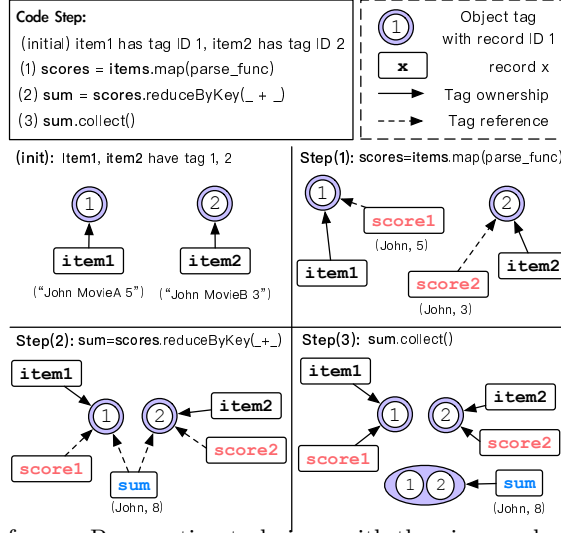 Code Step:
(initial) item1 has tag ID 1, item2 has tag ID 2
(1) scores = items.map(parse_func)
(2) sum = scores.reduceByKey(_ + _)
(3) sum.collect()
1
Object tag
with record ID 1
x
record x
Tag ownership
Tag reference
(init): Item1, item2 have tag 1, 2
1
2
item1
item2
("John MovieA 5")
("John MovieB 3")
Step(1): scores=items.map(parse_func)
1
2
score1
(John, 5)
item1
item2
score2
(John, 3)
Step(2): sum=scores.reduceByKey(_+_)
item1
1
2
item2
score1
score2
sum
(John, 8)
Step(3): sum.collect()
item1
item2
1
2
score1
score2
1 2
sum
(John, 8)